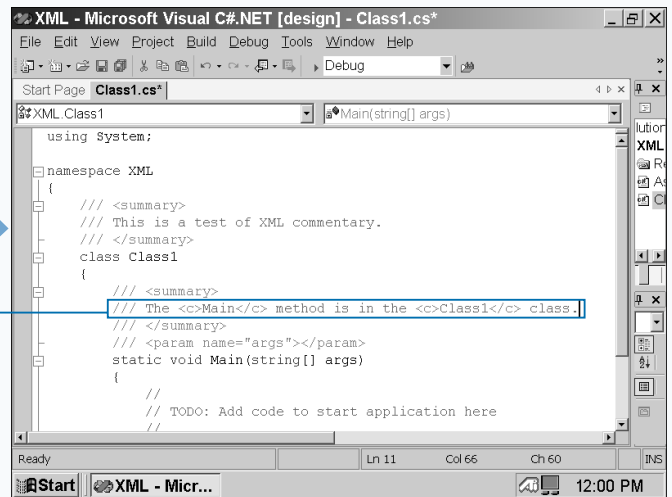 XML - Microsoft Visual C#.NET [design] - Class1.cs*
File Edit View Project Build Debug Tools Window Help
Debug
Start Page Class1.cs*
XML.Class1 Main(string[] args)
using System;
namespace XML
{
/// <summary>
/// This is a test of XML commentary.
/// </summary>
class Class1
{
/// <summary>
/// The <c>Main</c> method is in the <c>Class1</c> class.
/// </summary>
/// <param name="args"></param>
static void Main(string[] args)
{
//
// TODO: Add code to start application here
//
lution
XML
Re
As
Cl
Ready Ln 11 Col 66 Ch 60 INS
Start XML - Micr... 12:00 PM